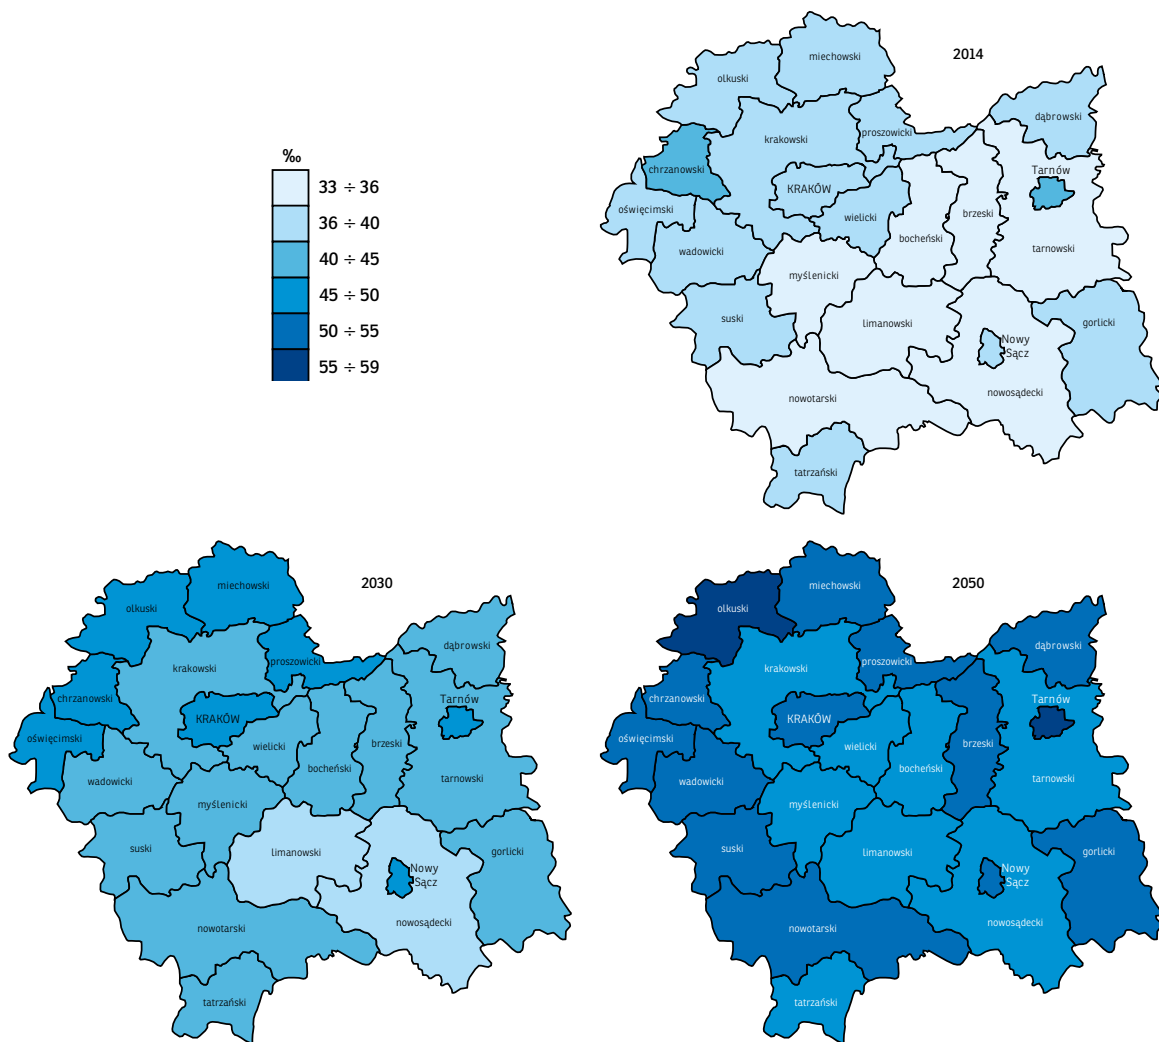 2014
miechowski
olkuski
dąbrowski
krakowski
proszowicki
chrzanowski
Tarnów
KRAKÓW
oświęcimski
wielicki
brzeski
bocheński
wadowicki
tarnowski
myślenicki
suski
limanowski
gorlicki
Nowy
Sącz
nowotarski
nowosądecki
tatrzański
‰
33 ÷ 36
36 ÷ 40
40 ÷ 45
45 ÷ 50
50 ÷ 55
55 ÷ 59
2030
miechowski
olkuski
dąbrowski
krakowski
proszowicki
chrzanowski
Tarnów
KRAKÓW
oświęcimski
wielicki
brzeski
bocheński
wadowicki
tarnowski
myślenicki
suski
limanowski
gorlicki
Nowy
Sącz
nowotarski
nowosądecki
tatrzański
2050
miechowski
olkuski
dąbrowski
krakowski
proszowicki
chrzanowski
Tarnów
KRAKÓW
oświęcimski
wielicki
brzeski
bocheński
wadowicki
tarnowski
myślenicki
suski
limanowski
gorlicki
Nowy
Sącz
nowotarski
nowosądecki
tatrzański